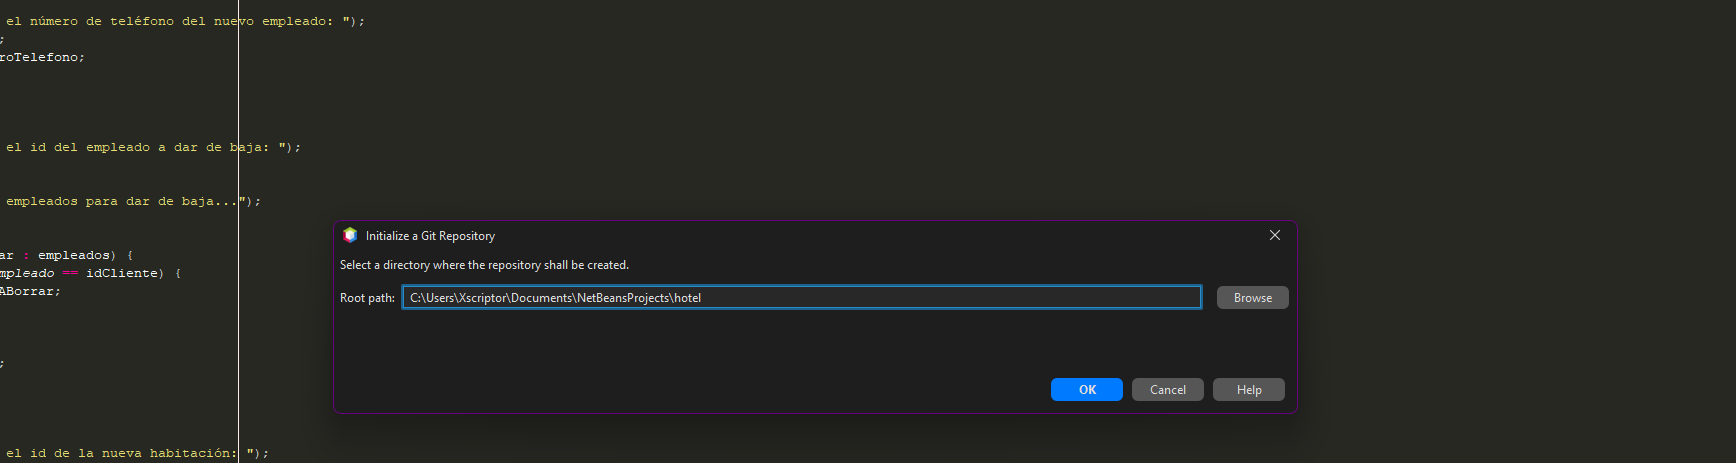 el número de teléfono del nuevo empleado: ");
;
roTelefono;
el id del empleado a dar de baja: ");
empleados para dar de baja...");
ar : empleados) {
mpleado == idCliente) {
ABorrar;
;
el id de la nueva habitación: ");
Initialize a Git Repository
Select a directory where the repository shall be created.
Root path: C:\Users\Xscriptor\Documents\NetBeansProjects\hotel Browse
OK Cancel Help